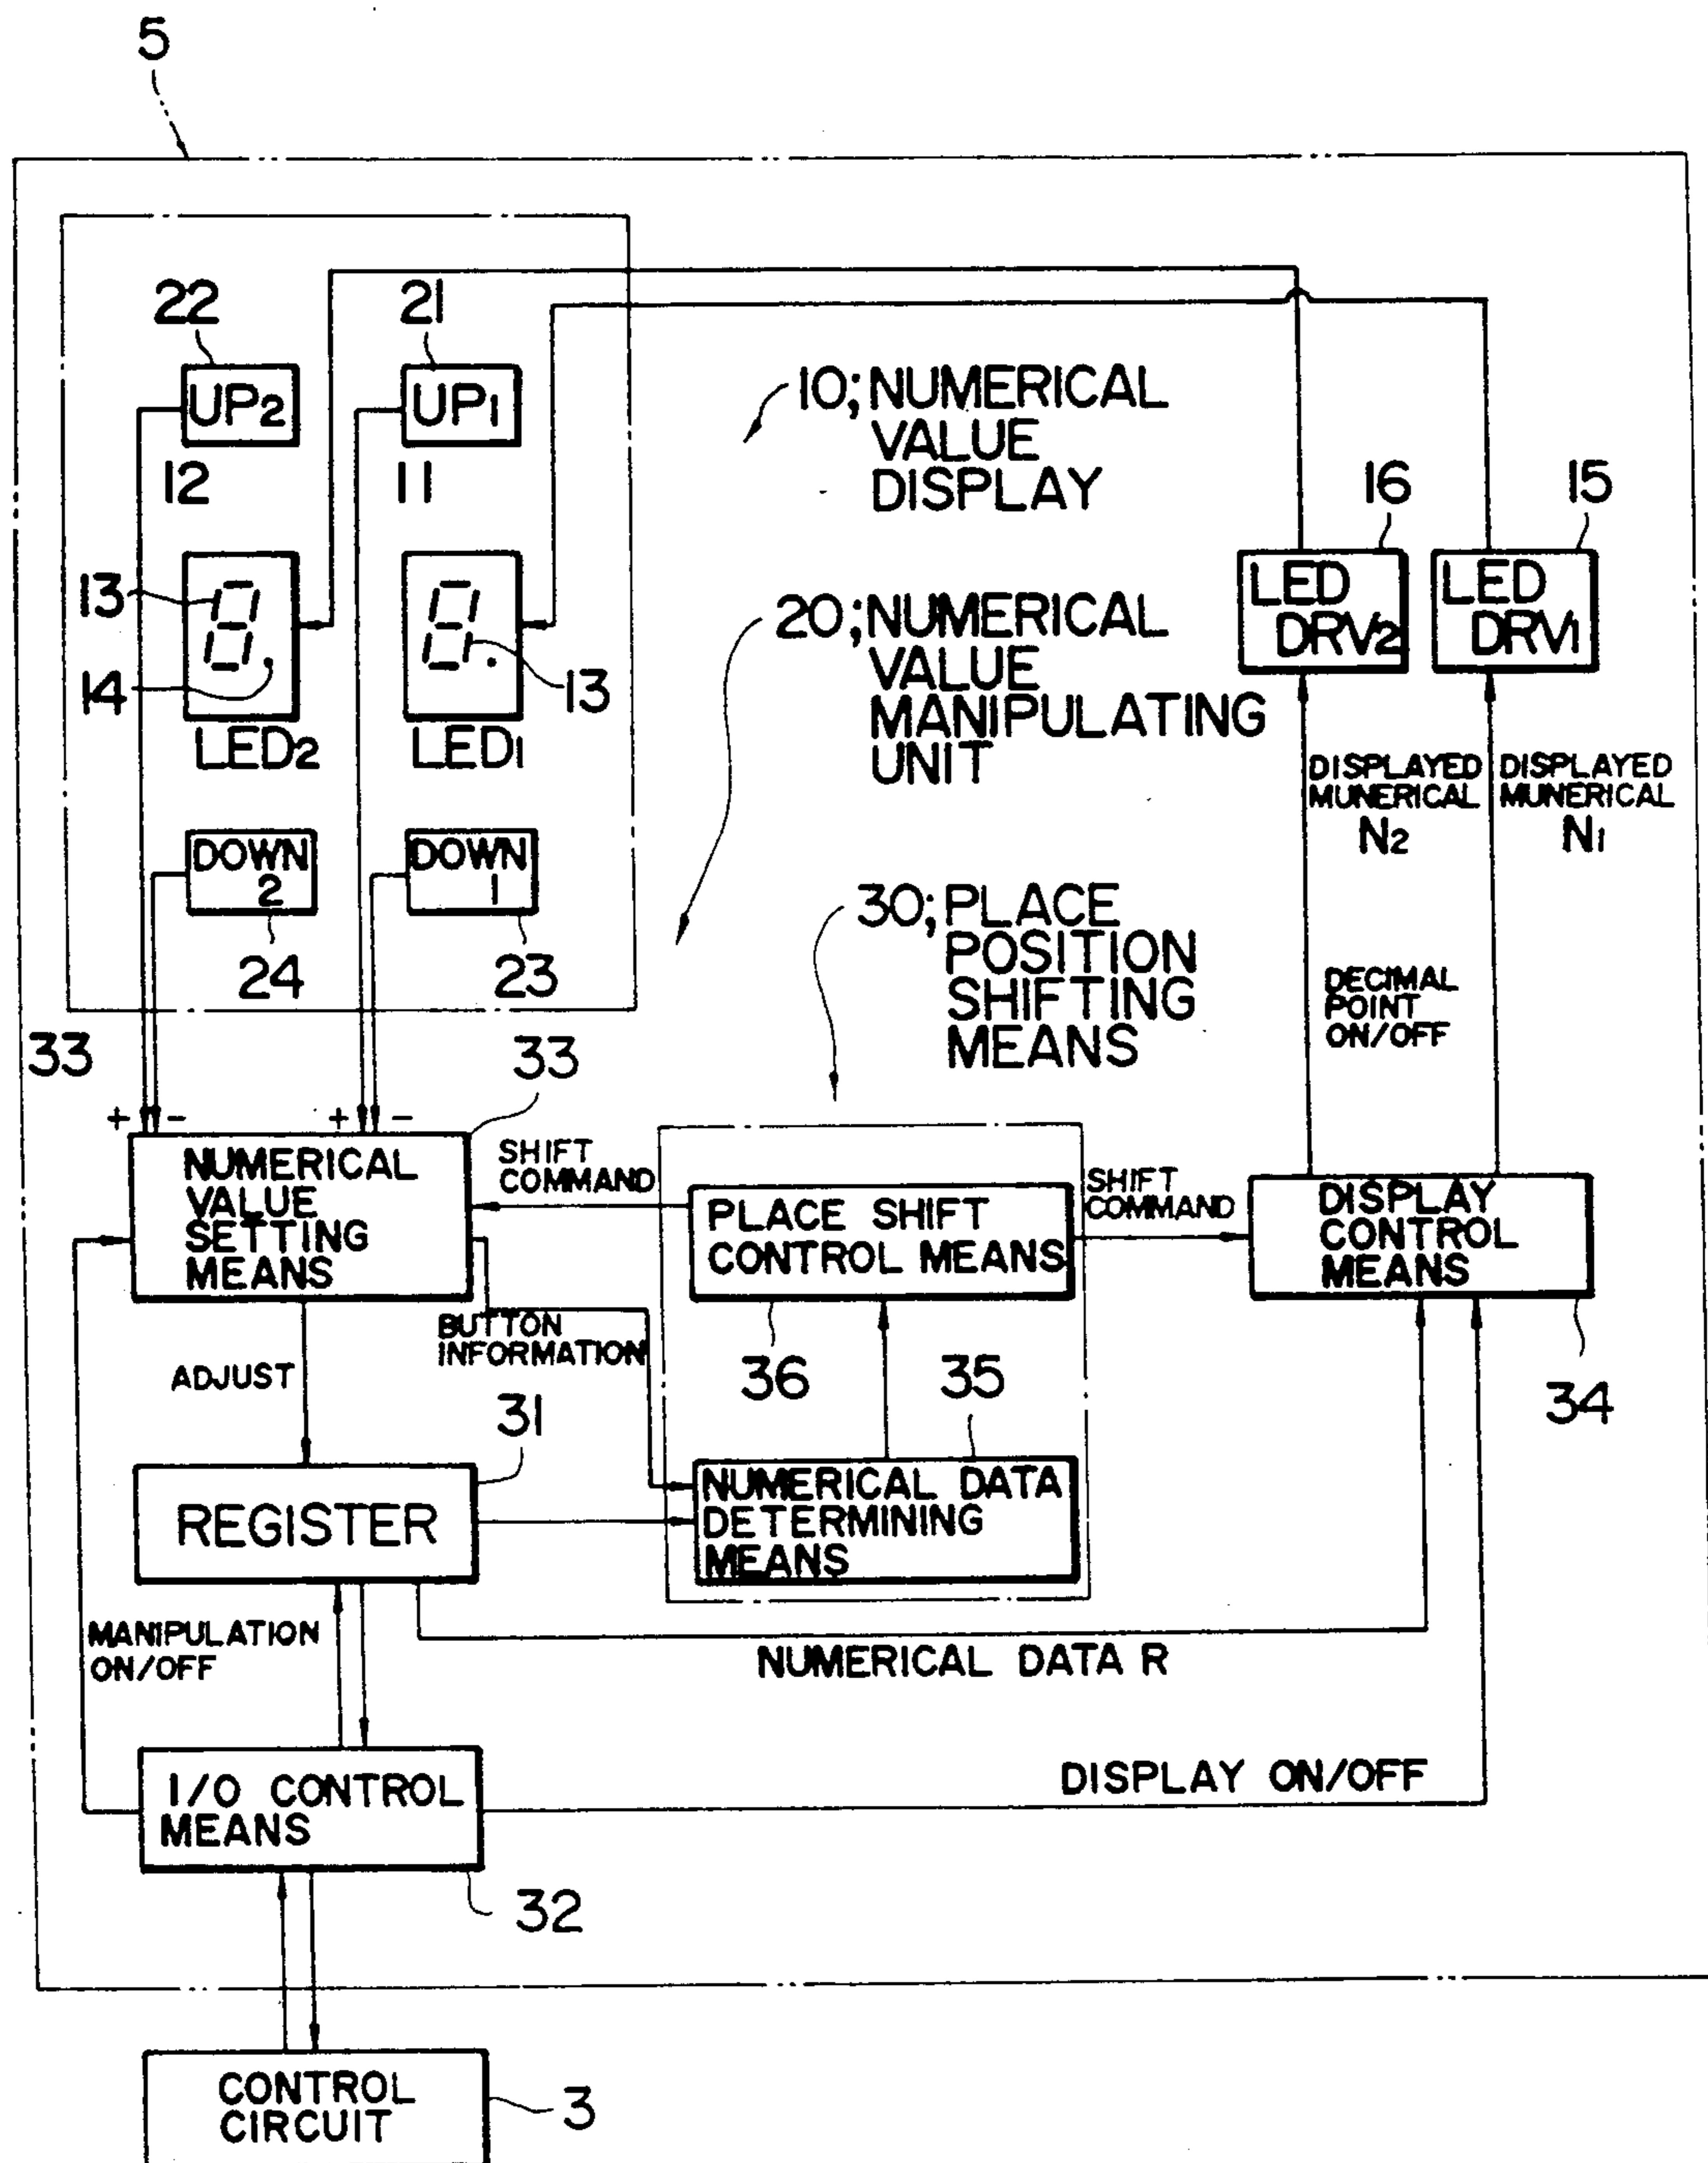 5
22
21
UP2
UP1
10; NUMERICAL
VALUE
DISPLAY
12
11
16
15
LED
DRV2
LED
DRV1
13
14
13
LED2
LED1
20; NUMERICAL
VALUE
MANIPULATING
UNIT
DISPLAYED
MUNERICAL
N2
DISPLAYED
MUNERICAL
N1
DOWN
2
DOWN
1
24
23
30; PLACE
POSITION
SHIFTING
MEANS
DECIMAL
POINT
ON/OFF
33
33
+ -
+ -
NUMERICAL
VALUE
SETTING
MEANS
SHIFT
COMMAND
PLACE SHIFT
CONTROL MEANS
SHIFT
COMMAND
DISPLAY
CONTROL
MEANS
BUTTON
INFORMATION
ADJUST
36
35
34
31
REGISTER
NUMERICAL DATA
DETERMINING
MEANS
MANIPULATION
ON/OFF
NUMERICAL DATA R
I/O CONTROL
MEANS
DISPLAY ON/OFF
32
CONTROL
CIRCUIT
3